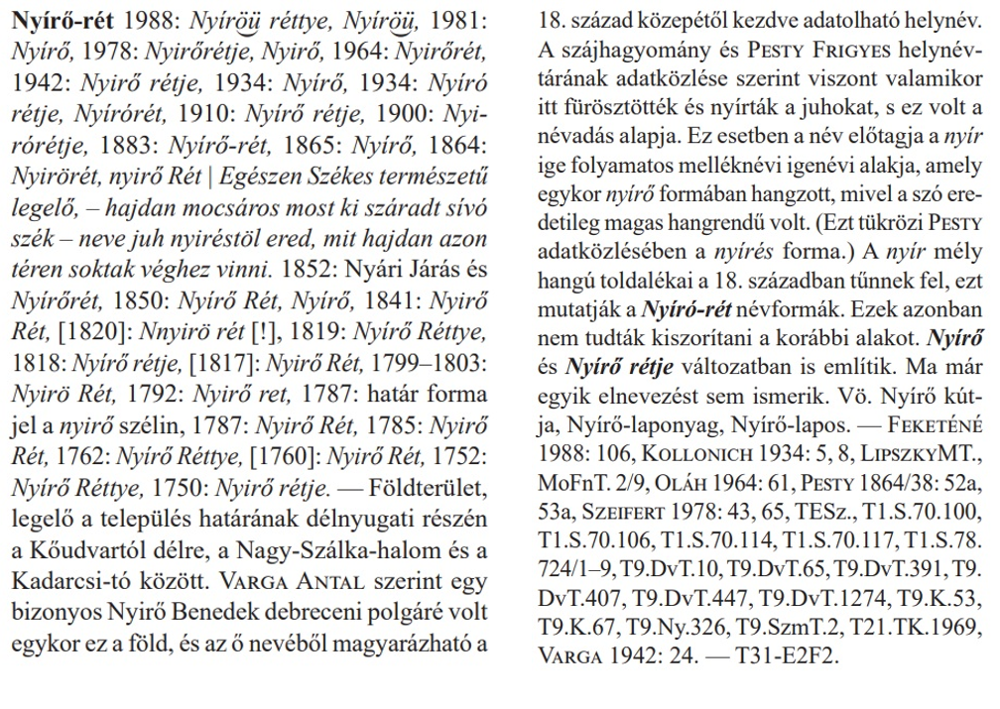 Nyírő-rét 1988: Nyíröü̯ réttye, Nyíröü̯, 1981:
Nyírő, 1978: Nyirőrétje, Nyirő, 1964: Nyirőrét,
1942: Nyirő rétje, 1934: Nyírő, 1934: Nyíró
rétje, Nyírórét, 1910: Nyírő rétje, 1900: Nyi-
rórétje, 1883: Nyírő-rét, 1865: Nyírő, 1864:
Nyirörét, nyirő Rét | Egészen Székes természetű
legelő, – hajdan mocsáros most ki száradt sívó
szék – neve juh nyiréstöl ered, mit hajdan azon
téren soktak véghez vinni. 1852: Nyári Járás és
Nyírőrét, 1850: Nyírő Rét, Nyírő, 1841: Nyirő
Rét, [1820]: Nnyirö rét [!], 1819: Nyírő Réttye,
1818: Nyírő rétje, [1817]: Nyirő Rét, 1799–1803:
Nyirö Rét, 1792: Nyirő ret, 1787: határ forma
jel a nyirő szélin, 1787: Nyirő Rét, 1785: Nyirő
Rét, 1762: Nyírő Réttye, [1760]: Nyirő Rét, 1752:
Nyírő Réttye, 1750: Nyirő rétje. — Földterület,
legelő a település határának délnyugati részén
a Kőudvartól délre, a Nagy-Szálka-halom és a
Kadarcsi-tó között. VARGA ANTAL szerint egy
bizonyos Nyirő Benedek debreceni polgáré volt
egykor ez a föld, és az ő nevéből magyarázható a
18. század közepétől kezdve adatolható helynév.
A szájhagyomány és PESTY FRIGYES helynév-
tárának adatközlése szerint viszont valamikor
itt fürösztötték és nyírták a juhokat, s ez volt a
névadás alapja. Ez esetben a név előtagja a nyír
ige folyamatos melléknévi igenévi alakja, amely
egykor nyírő formában hangzott, mivel a szó ere-
detileg magas hangrendű volt. (Ezt tükrözi PESTY
adatközlésében a nyírés forma.) A nyír mély
hangú toldalékai a 18. században tűnnek fel, ezt
mutatják a Nyíró-rét névformák. Ezek azonban
nem tudták kiszorítani a korábbi alakot. Nyírő
és Nyírő rétje változatban is említik. Ma már
egyik elnevezést sem ismerik. Vö. Nyírő kút-
ja, Nyírő-laponyag, Nyírő-lapos. — FEKETÉNÉ
1988: 106, KOLLONICH 1934: 5, 8, LIPSZKYMT.,
MoFnT. 2/9, OLÁH 1964: 61, PESTY 1864/38: 52a,
53a, SZEIFERT 1978: 43, 65, TESz., T1.S.70.100,
T1.S.70.106, T1.S.70.114, T1.S.70.117, T1.S.78.
724/1–9, T9.DvT.10, T9.DvT.65, T9.DvT.391, T9.
DvT.407, T9.DvT.447, T9.DvT.1274, T9.K.53,
T9.K.67, T9.Ny.326, T9.SzmT.2, T21.TK.1969,
VARGA 1942: 24. — T31-E2F2.